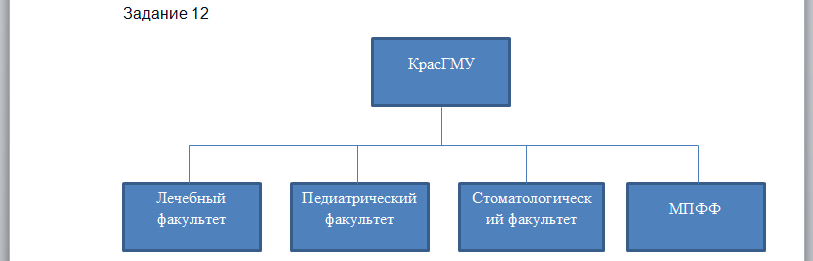 Задание 12
КрасГМУ
Лечебный
факультет
Педиатрический
факультет
Стоматологическ
ий факультет
МПФФ